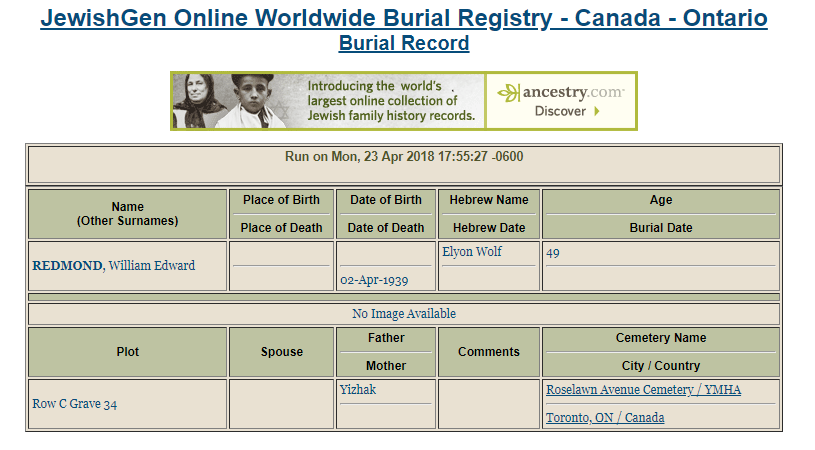 JewishGen Online Worldwide Burial Registry - Canada - Ontario
Burial Record
Introducing the world's
largest online collection of
Jewish family history records.
ancestry.com
Discover
Run on Mon, 23 Apr 2018 17:55:27 -0600
Name
(Other Surnames)
Place of Birth
Place of Death
Date of Birth
Date of Death
Hebrew Name
Hebrew Date
Age
Burial Date
REDMOND, William Edward
02-Apr-1939
Elyon Wolf
49
No Image Available
Plot
Spouse
Father
Mother
Comments
Cemetery Name
City / Country
Row C Grave 34
Yizhak
Roselawn Avenue Cemetery / YMHA
Toronto, ON / Canada